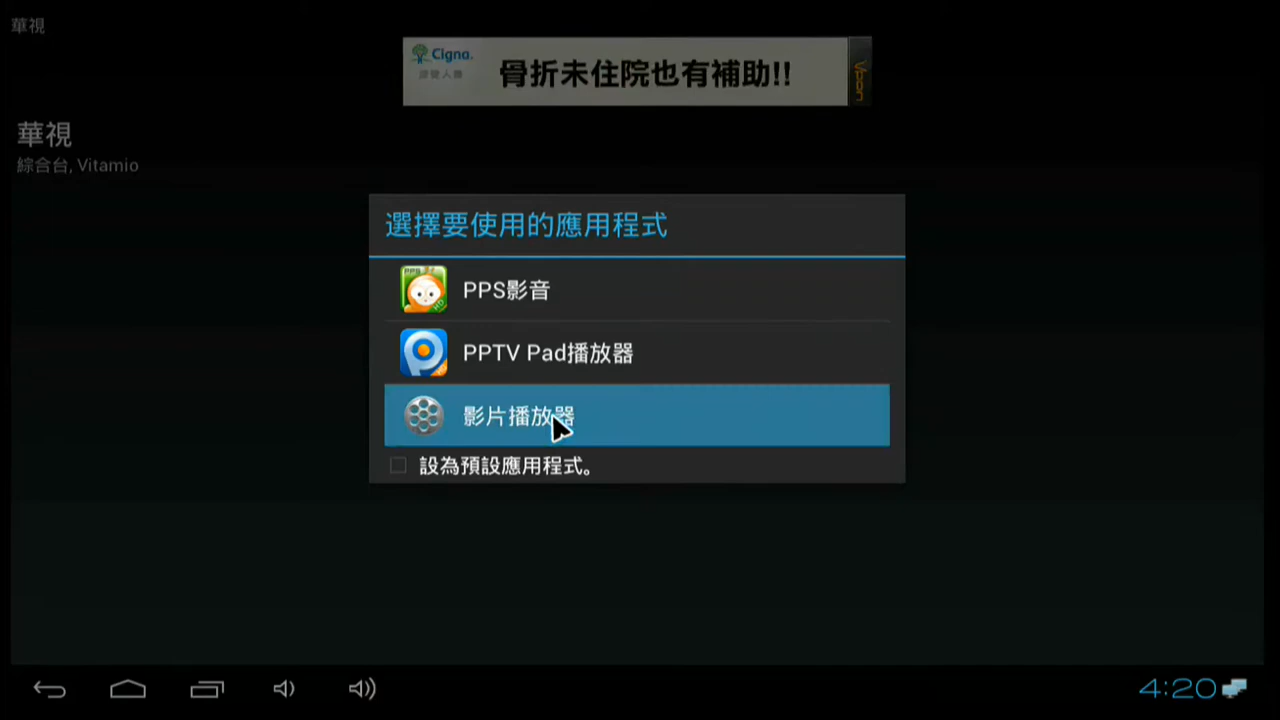 華視
Cigna.
骨折未住院也有補助!!
Vpon
華視
綜合台, Vitamio
選擇要使用的應用程式
PPS影音
PPTV Pad播放器
影片播放器
設為預設應用程式。
4:20